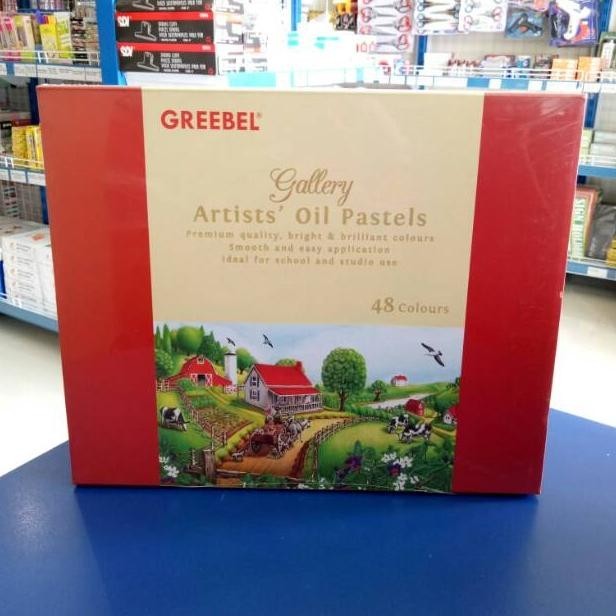 GREEBEL®
Gallery
Artists' Oil Pastels
Premium quality, bright & brilliant colours
Smooth and easy application
ideal for school and studio use
48 Colours
SDI